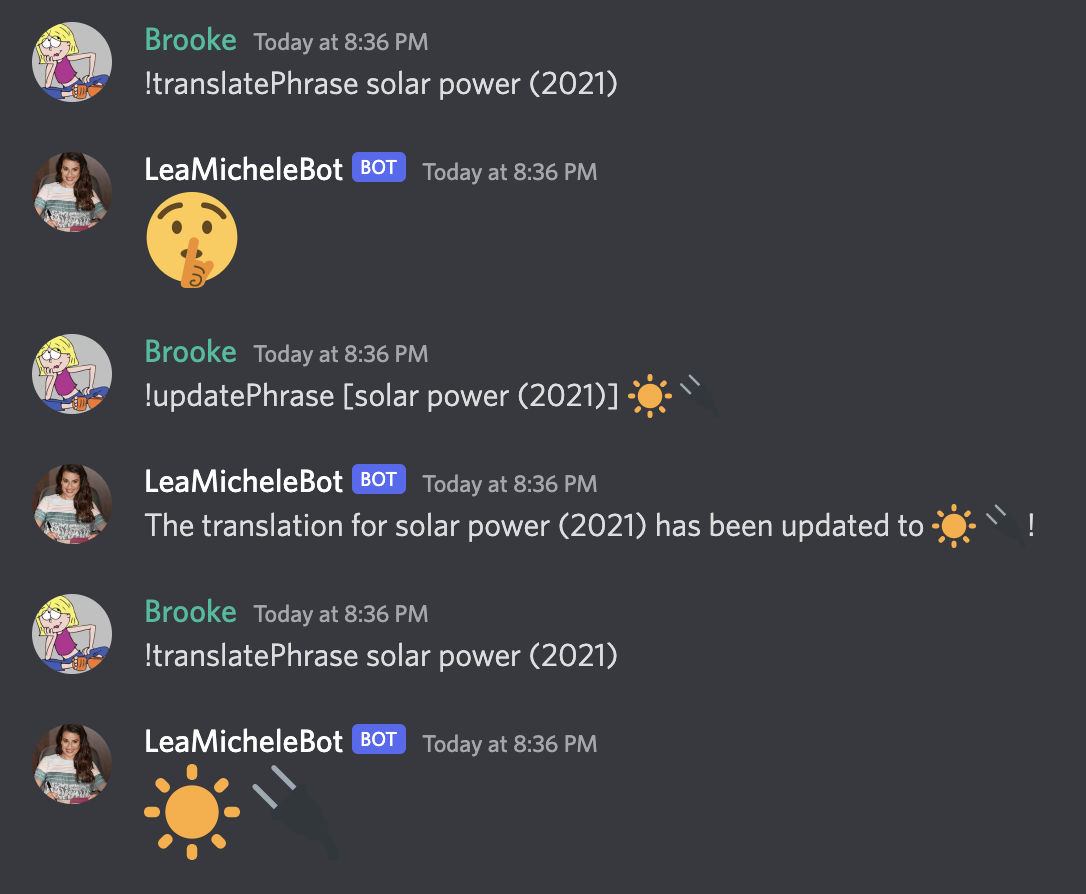 Brooke Today at 8:36 PM
!translatePhrase solar power (2021)
LeaMicheleBot BOT Today at 8:36 PM
🤫
Brooke Today at 8:36 PM
!updatePhrase [solar power (2021)] ☀️🔌
LeaMicheleBot BOT Today at 8:36 PM
The translation for solar power (2021) has been updated to ☀️🔌!
Brooke Today at 8:36 PM
!translatePhrase solar power (2021)
LeaMicheleBot BOT Today at 8:36 PM
☀️🔌